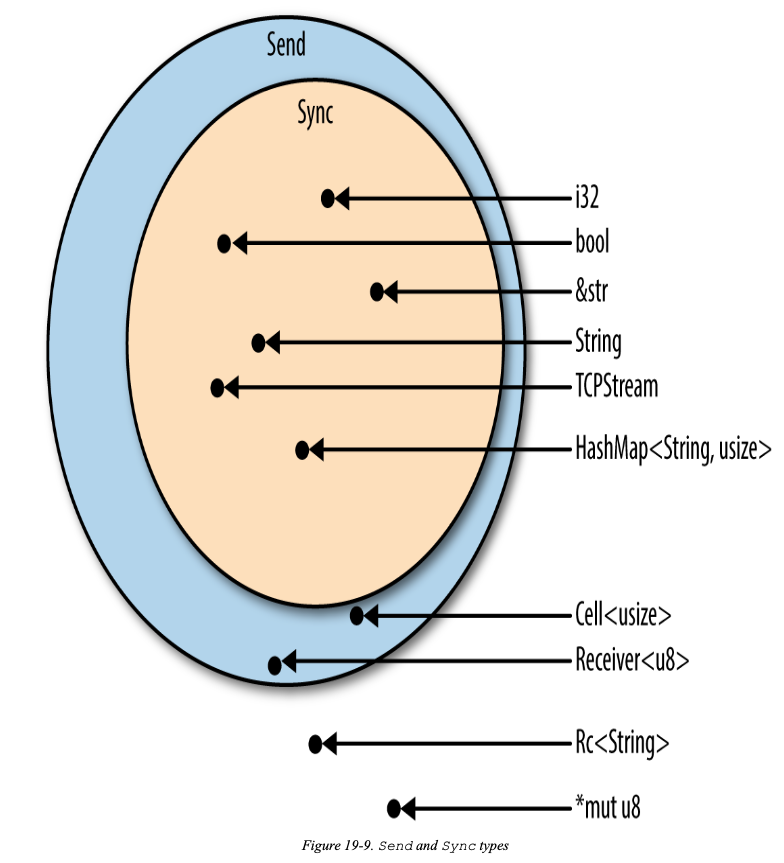 Send
Sync
i32
bool
&str
String
TCPStream
HashMap<String, usize>
Cell<usize>
Receiver<u8>
Rc<String>
*mut u8
Figure 19-9. Send and Sync types